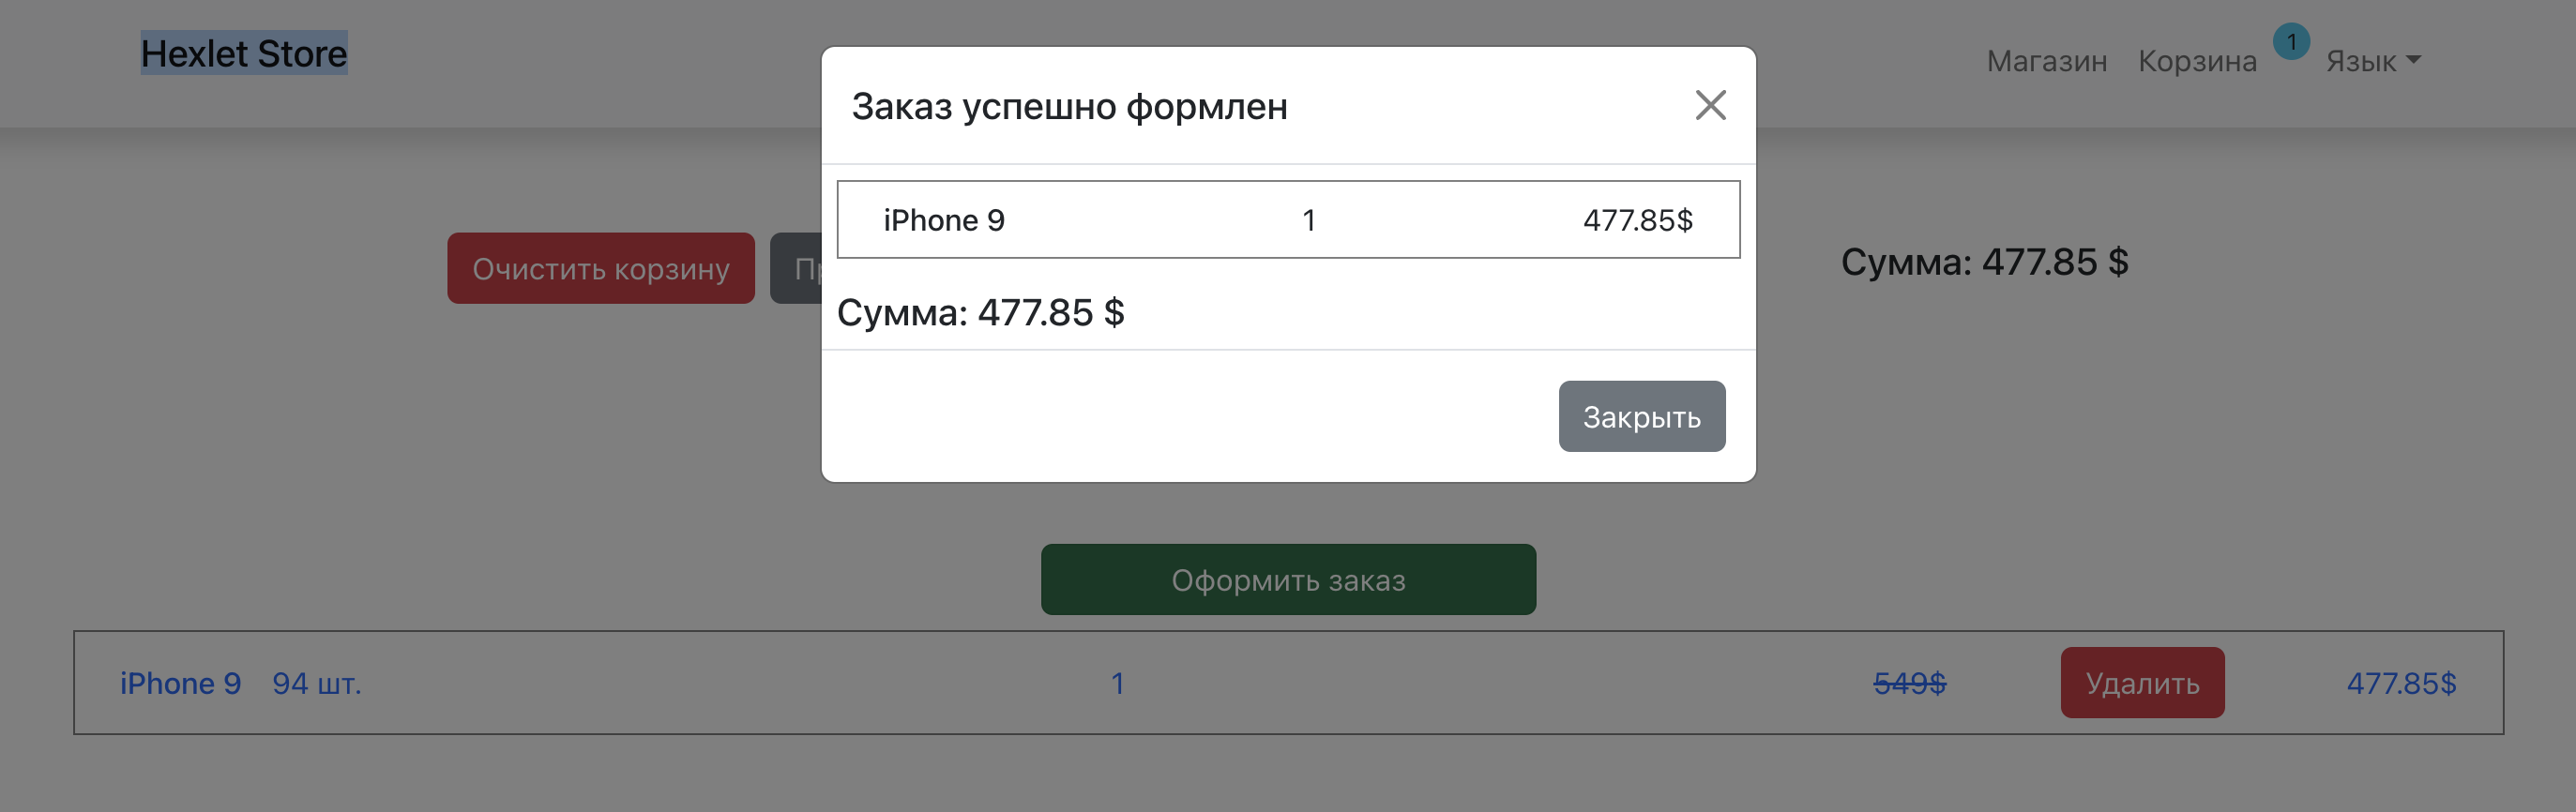 Hexlet Store
Магазин Корзина 1 Язык
Заказ успешно формлен
iPhone 9 1 477.85$
Сумма: 477.85 $
Закрыть
Очистить корзину
Сумма: 477.85 $
Оформить заказ
iPhone 9 94 шт. 1 549$ Удалить 477.85$